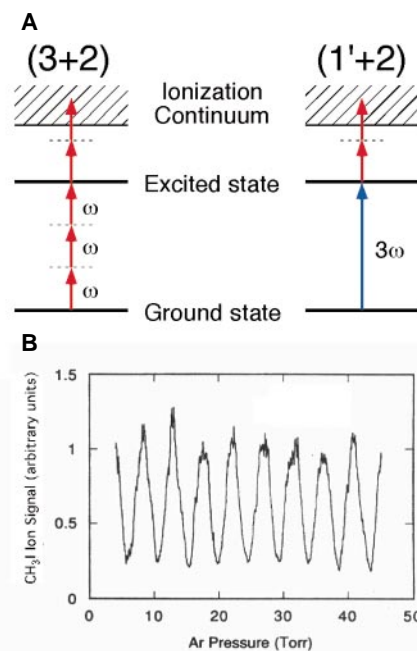 A
(3+2)
(1'+2)
Ionization
Continuum
Excited state
ω
ω
ω
3ω
Ground state
B
CH₃I Ion Signal (arbitrary units)
1.5
1
0.5
0
0 10 20 30 40 50
Ar Pressure (Torr)